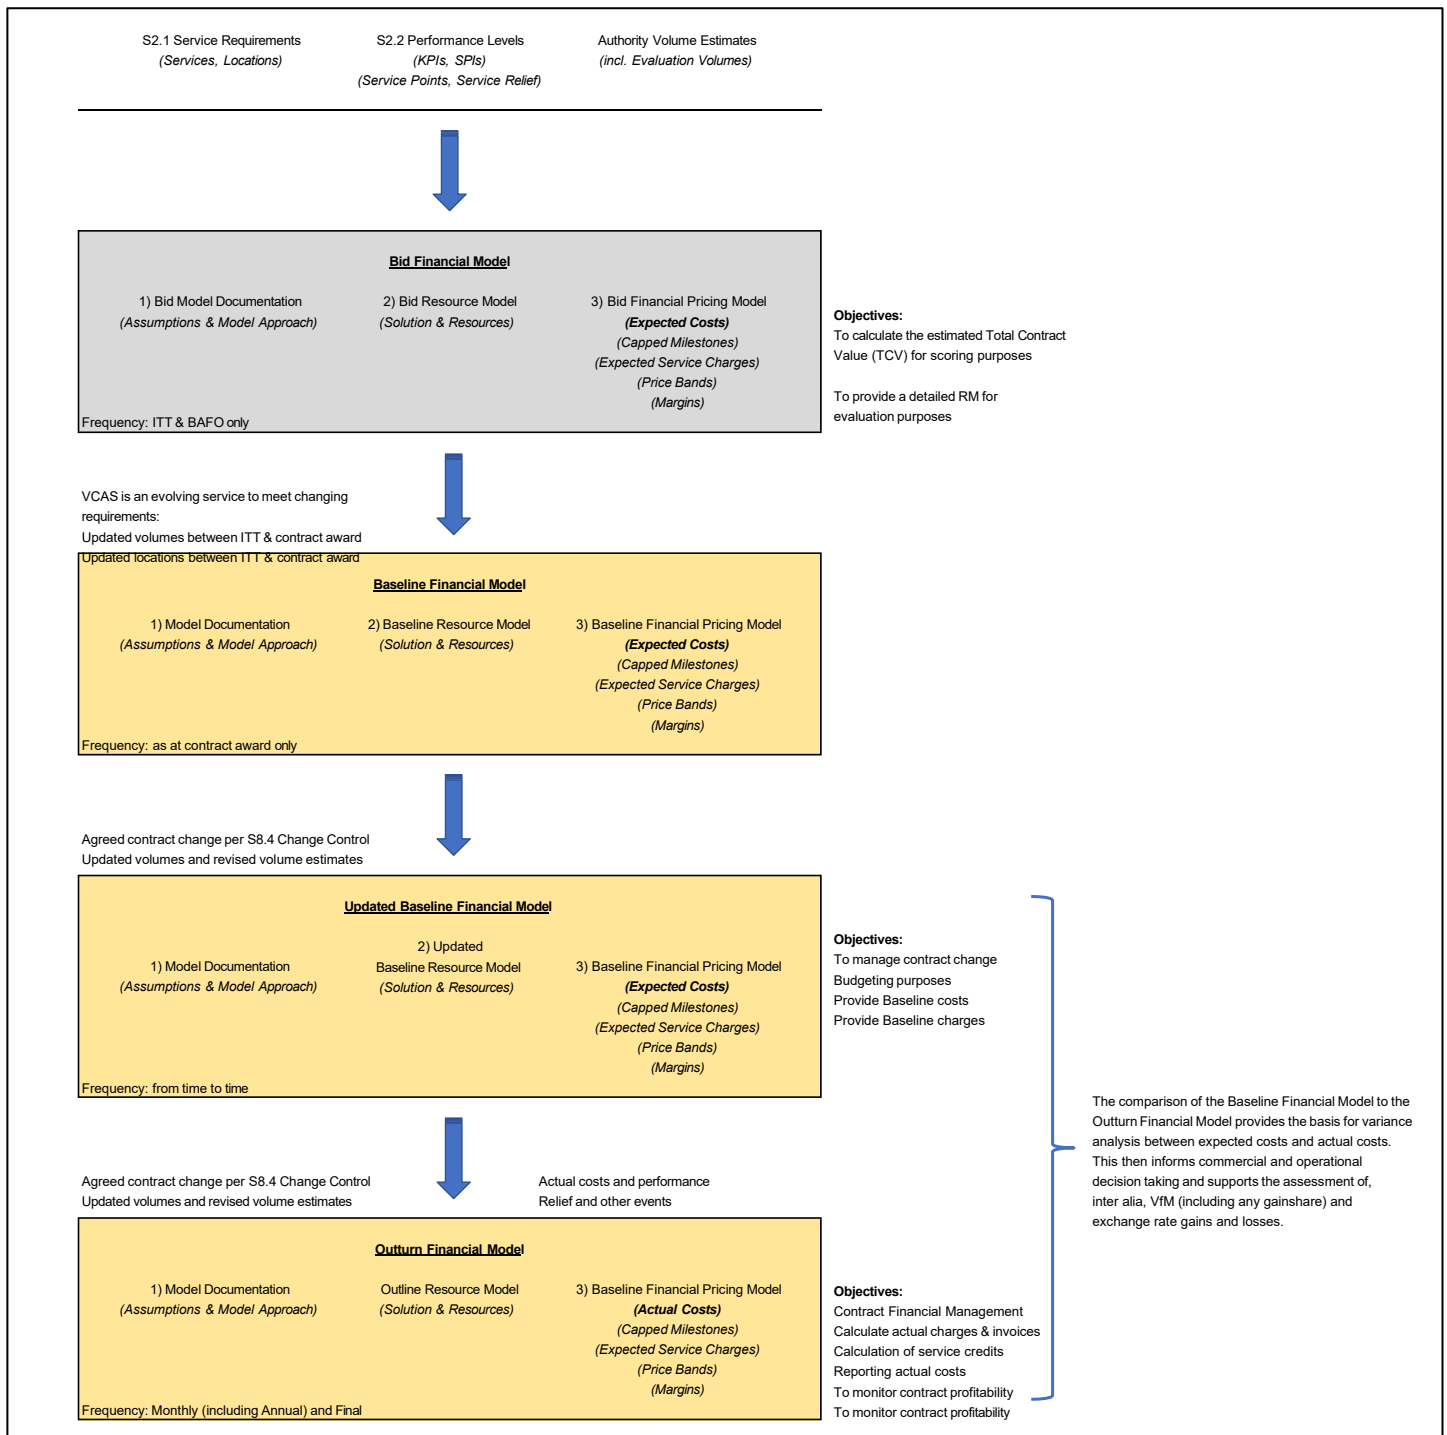 S2.1 Service Requirements
(Services, Locations)
S2.2 Performance Levels
(KPIs, SPIs)
(Service Points, Service Relief)
Authority Volume Estimates
(incl. Evaluation Volumes)
Bid Financial Model
1) Bid Model Documentation
(Assumptions & Model Approach)
2) Bid Resource Model
(Solution & Resources)
3) Bid Financial Pricing Model
(Expected Costs)
(Capped Milestones)
(Expected Service Charges)
(Price Bands)
(Margins)
Frequency: ITT & BAFO only
Objectives:
To calculate the estimated Total Contract
Value (TCV) for scoring purposes
To provide a detailed RM for
evaluation purposes
VCAS is an evolving service to meet changing
requirements:
Updated volumes between ITT & contract award
Updated locations between ITT & contract award
Baseline Financial Model
1) Model Documentation
(Assumptions & Model Approach)
2) Baseline Resource Model
(Solution & Resources)
3) Baseline Financial Pricing Model
(Expected Costs)
(Capped Milestones)
(Expected Service Charges)
(Price Bands)
(Margins)
Frequency: as at contract award only
Agreed contract change per S8.4 Change Control
Updated volumes and revised volume estimates
Updated Baseline Financial Model
1) Model Documentation
(Assumptions & Model Approach)
2) Updated
Baseline Resource Model
(Solution & Resources)
3) Baseline Financial Pricing Model
(Expected Costs)
(Capped Milestones)
(Expected Service Charges)
(Price Bands)
(Margins)
Frequency: from time to time
Objectives:
To manage contract change
Budgeting purposes
Provide Baseline costs
Provide Baseline charges
The comparison of the Baseline Financial Model to the
Outturn Financial Model provides the basis for variance
analysis between expected costs and actual costs.
This then informs commercial and operational
decision taking and supports the assessment of,
inter alia, VfM (including any gainshare) and
exchange rate gains and losses.
Agreed contract change per S8.4 Change Control
Updated volumes and revised volume estimates
Actual costs and performance
Relief and other events
Outturn Financial Model
1) Model Documentation
(Assumptions & Model Approach)
Outline Resource Model
(Solution & Resources)
3) Baseline Financial Pricing Model
(Actual Costs)
(Capped Milestones)
(Expected Service Charges)
(Price Bands)
(Margins)
Frequency: Monthly (including Annual) and Final
Objectives:
Contract Financial Management
Calculate actual charges & invoices
Calculation of service credits
Reporting actual costs
To monitor contract profitability
To monitor contract profitability